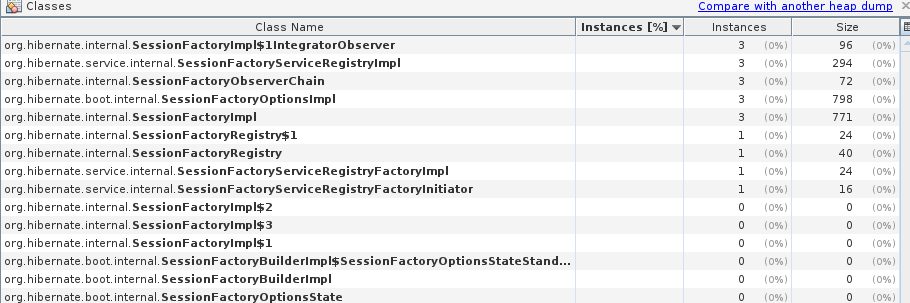 Classes Compare with another heap dump
Class Name Instances [%] Instances Size
org.hibernate.internal.SessionFactoryImpl$1IntegratorObserver 3 (0%) 96 (0%)
org.hibernate.service.internal.SessionFactoryServiceRegistryImpl 3 (0%) 294 (0%)
org.hibernate.internal.SessionFactoryObserverChain 3 (0%) 72 (0%)
org.hibernate.boot.internal.SessionFactoryOptionsImpl 3 (0%) 798 (0%)
org.hibernate.internal.SessionFactoryImpl 3 (0%) 771 (0%)
org.hibernate.internal.SessionFactoryRegistry$1 1 (0%) 24 (0%)
org.hibernate.internal.SessionFactoryRegistry 1 (0%) 40 (0%)
org.hibernate.service.internal.SessionFactoryServiceRegistryFactoryImpl 1 (0%) 24 (0%)
org.hibernate.service.internal.SessionFactoryServiceRegistryFactoryInitiator 1 (0%) 16 (0%)
org.hibernate.internal.SessionFactoryImpl$2 0 (0%) 0 (0%)
org.hibernate.internal.SessionFactoryImpl$3 0 (0%) 0 (0%)
org.hibernate.internal.SessionFactoryImpl$1 0 (0%) 0 (0%)
org.hibernate.boot.internal.SessionFactoryBuilderImpl$SessionFactoryOptionsStateStand... 0 (0%) 0 (0%)
org.hibernate.boot.internal.SessionFactoryBuilderImpl 0 (0%) 0 (0%)
org.hibernate.boot.internal.SessionFactoryOptionsState 0 (0%) 0 (0%)